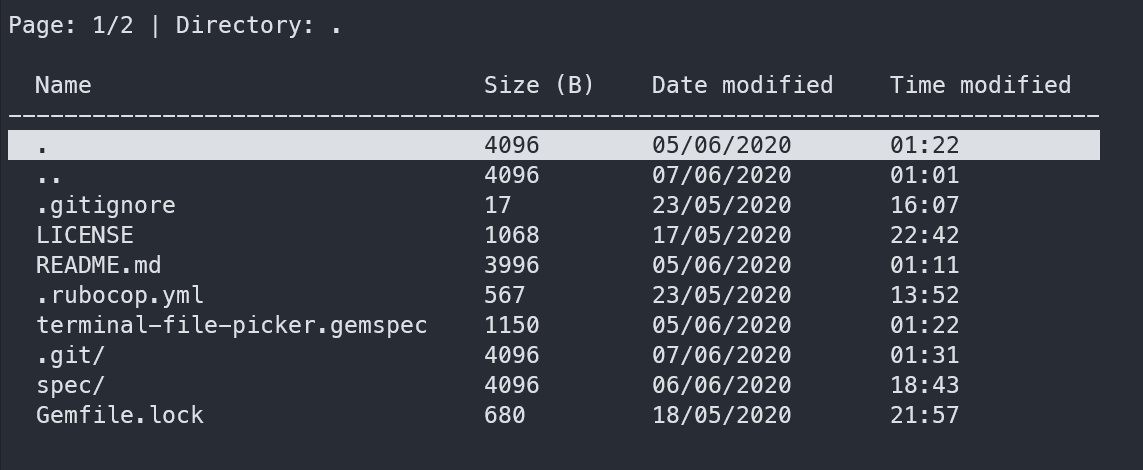 Page: 1/2 | Directory: .
Name Size (B) Date modified Time modified
------------------------------------------------------------------------------
. 4096 05/06/2020 01:22
.. 4096 07/06/2020 01:01
.gitignore 17 23/05/2020 16:07
LICENSE 1068 17/05/2020 22:42
README.md 3996 05/06/2020 01:11
.rubocop.yml 567 23/05/2020 13:52
terminal-file-picker.gemspec 1150 05/06/2020 01:22
.git/ 4096 07/06/2020 01:31
spec/ 4096 06/06/2020 18:43
Gemfile.lock 680 18/05/2020 21:57